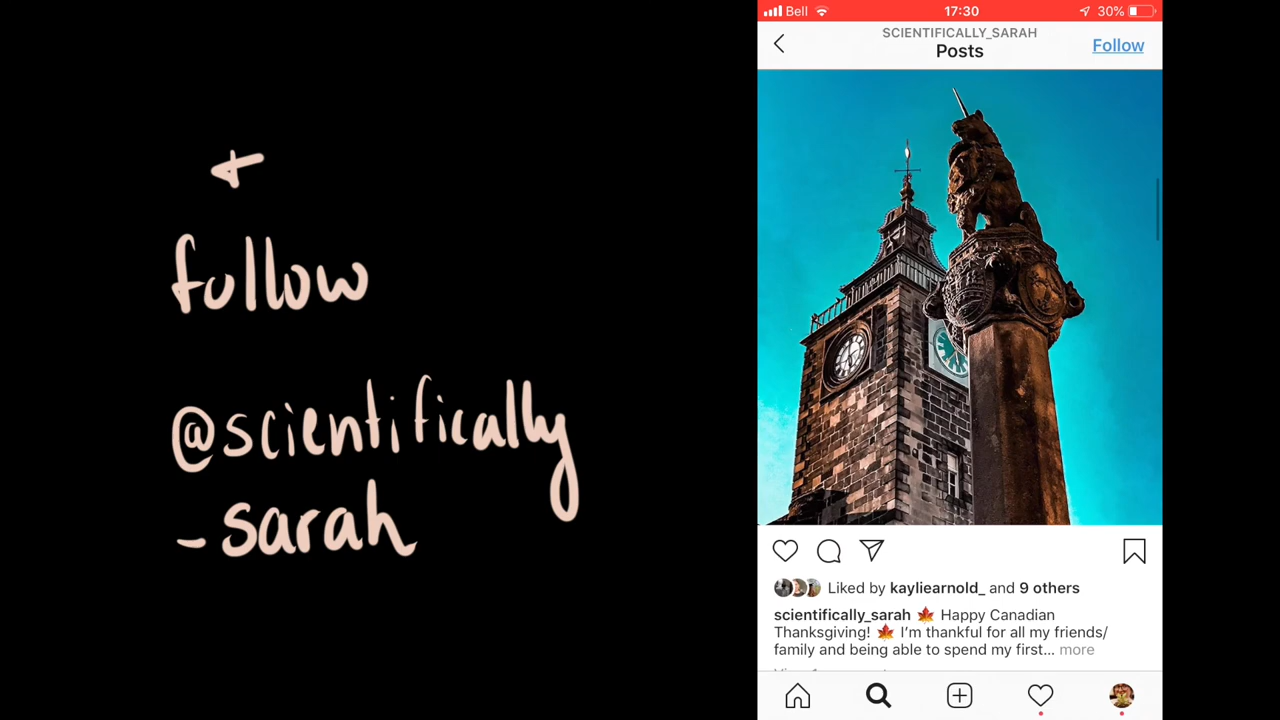 +
follow
@scientifically
_sarah
Bell
17:30
30%
SCIENTIFICALLY_SARAH
Posts
Follow
Liked by kayliearnold_ and 9 others
scientifically_sarah 🍁 Happy Canadian
Thanksgiving! 🍁 I'm thankful for all my friends/
family and being able to spend my first... more